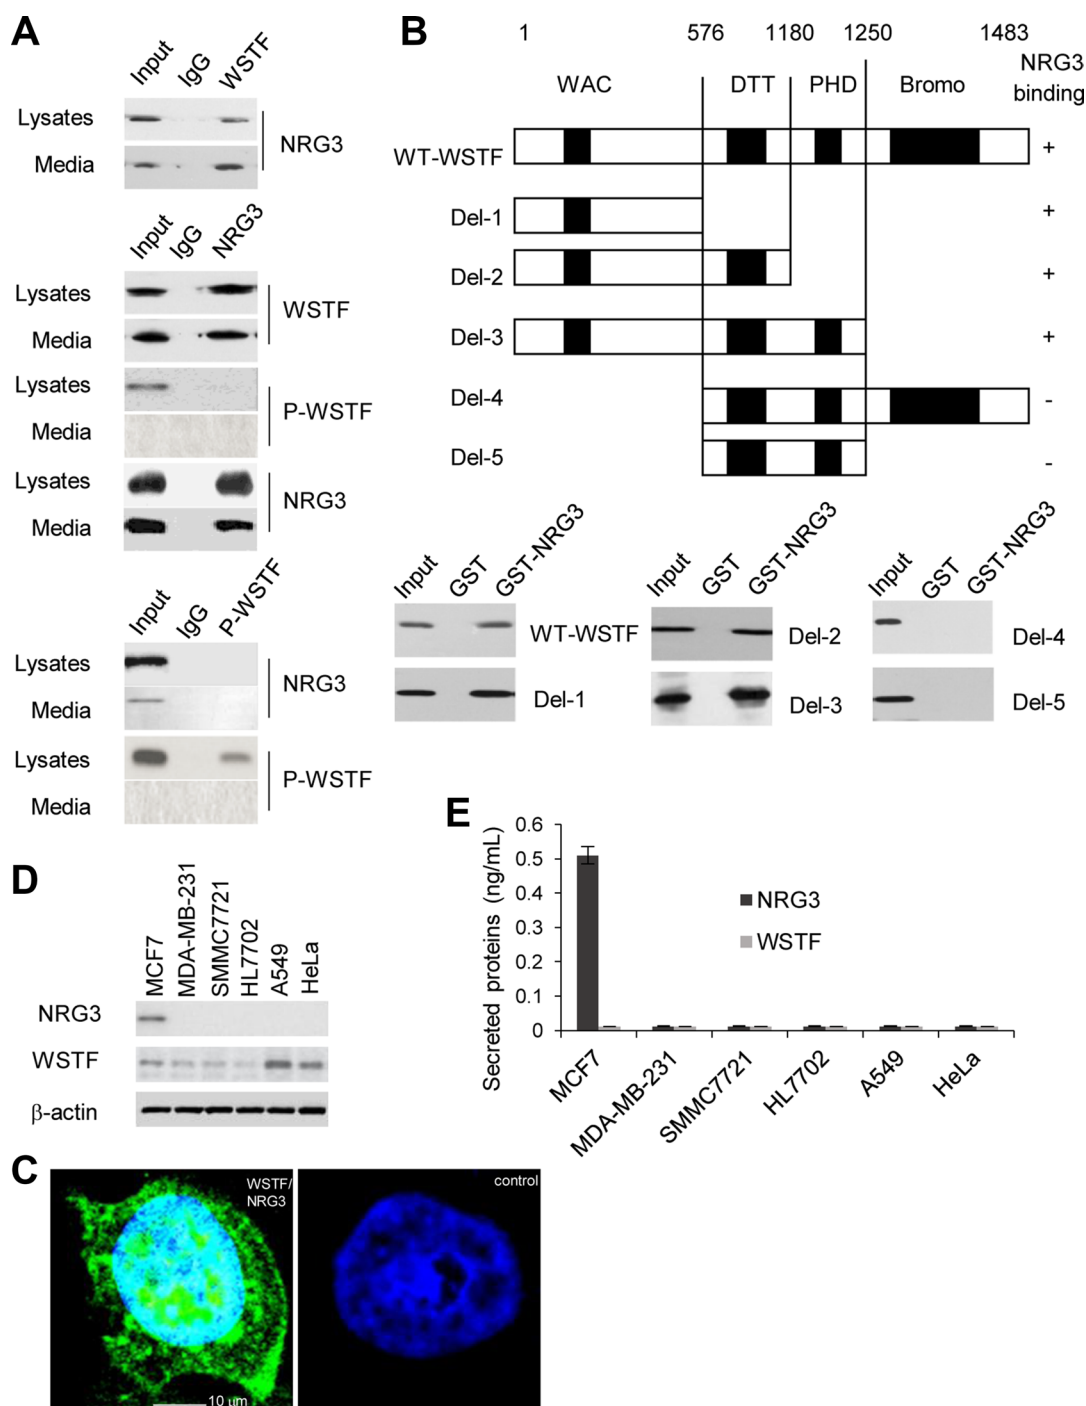 A
Input IgG WSTF
Lysates
Media
NRG3
Input IgG NRG3
Lysates
Media
WSTF
Lysates
Media
P-WSTF
Lysates
Media
NRG3
Input IgG P-WSTF
Lysates
Media
NRG3
Lysates
Media
P-WSTF
B
1 576 1180 1250 1483
WAC DTT PHD Bromo NRG3 binding
WT-WSTF +
Del-1 +
Del-2 +
Del-3 +
Del-4 -
Del-5 -
Input GST GST-NRG3
WT-WSTF
Del-1
Input GST GST-NRG3
Del-2
Del-3
Input GST GST-NRG3
Del-4
Del-5
D
MCF7 MDA-MB-231 SMMC7721 HL7702 A549 HeLa
NRG3
WSTF
β-actin
E
Secreted proteins (ng/mL)
0.6
0.5
0.4
0.3
0.2
0.1
0
NRG3
WSTF
MCF7 MDA-MB-231 SMMC7721 HL7702 A549 HeLa
C
WSTF/
NRG3
10 µm
control